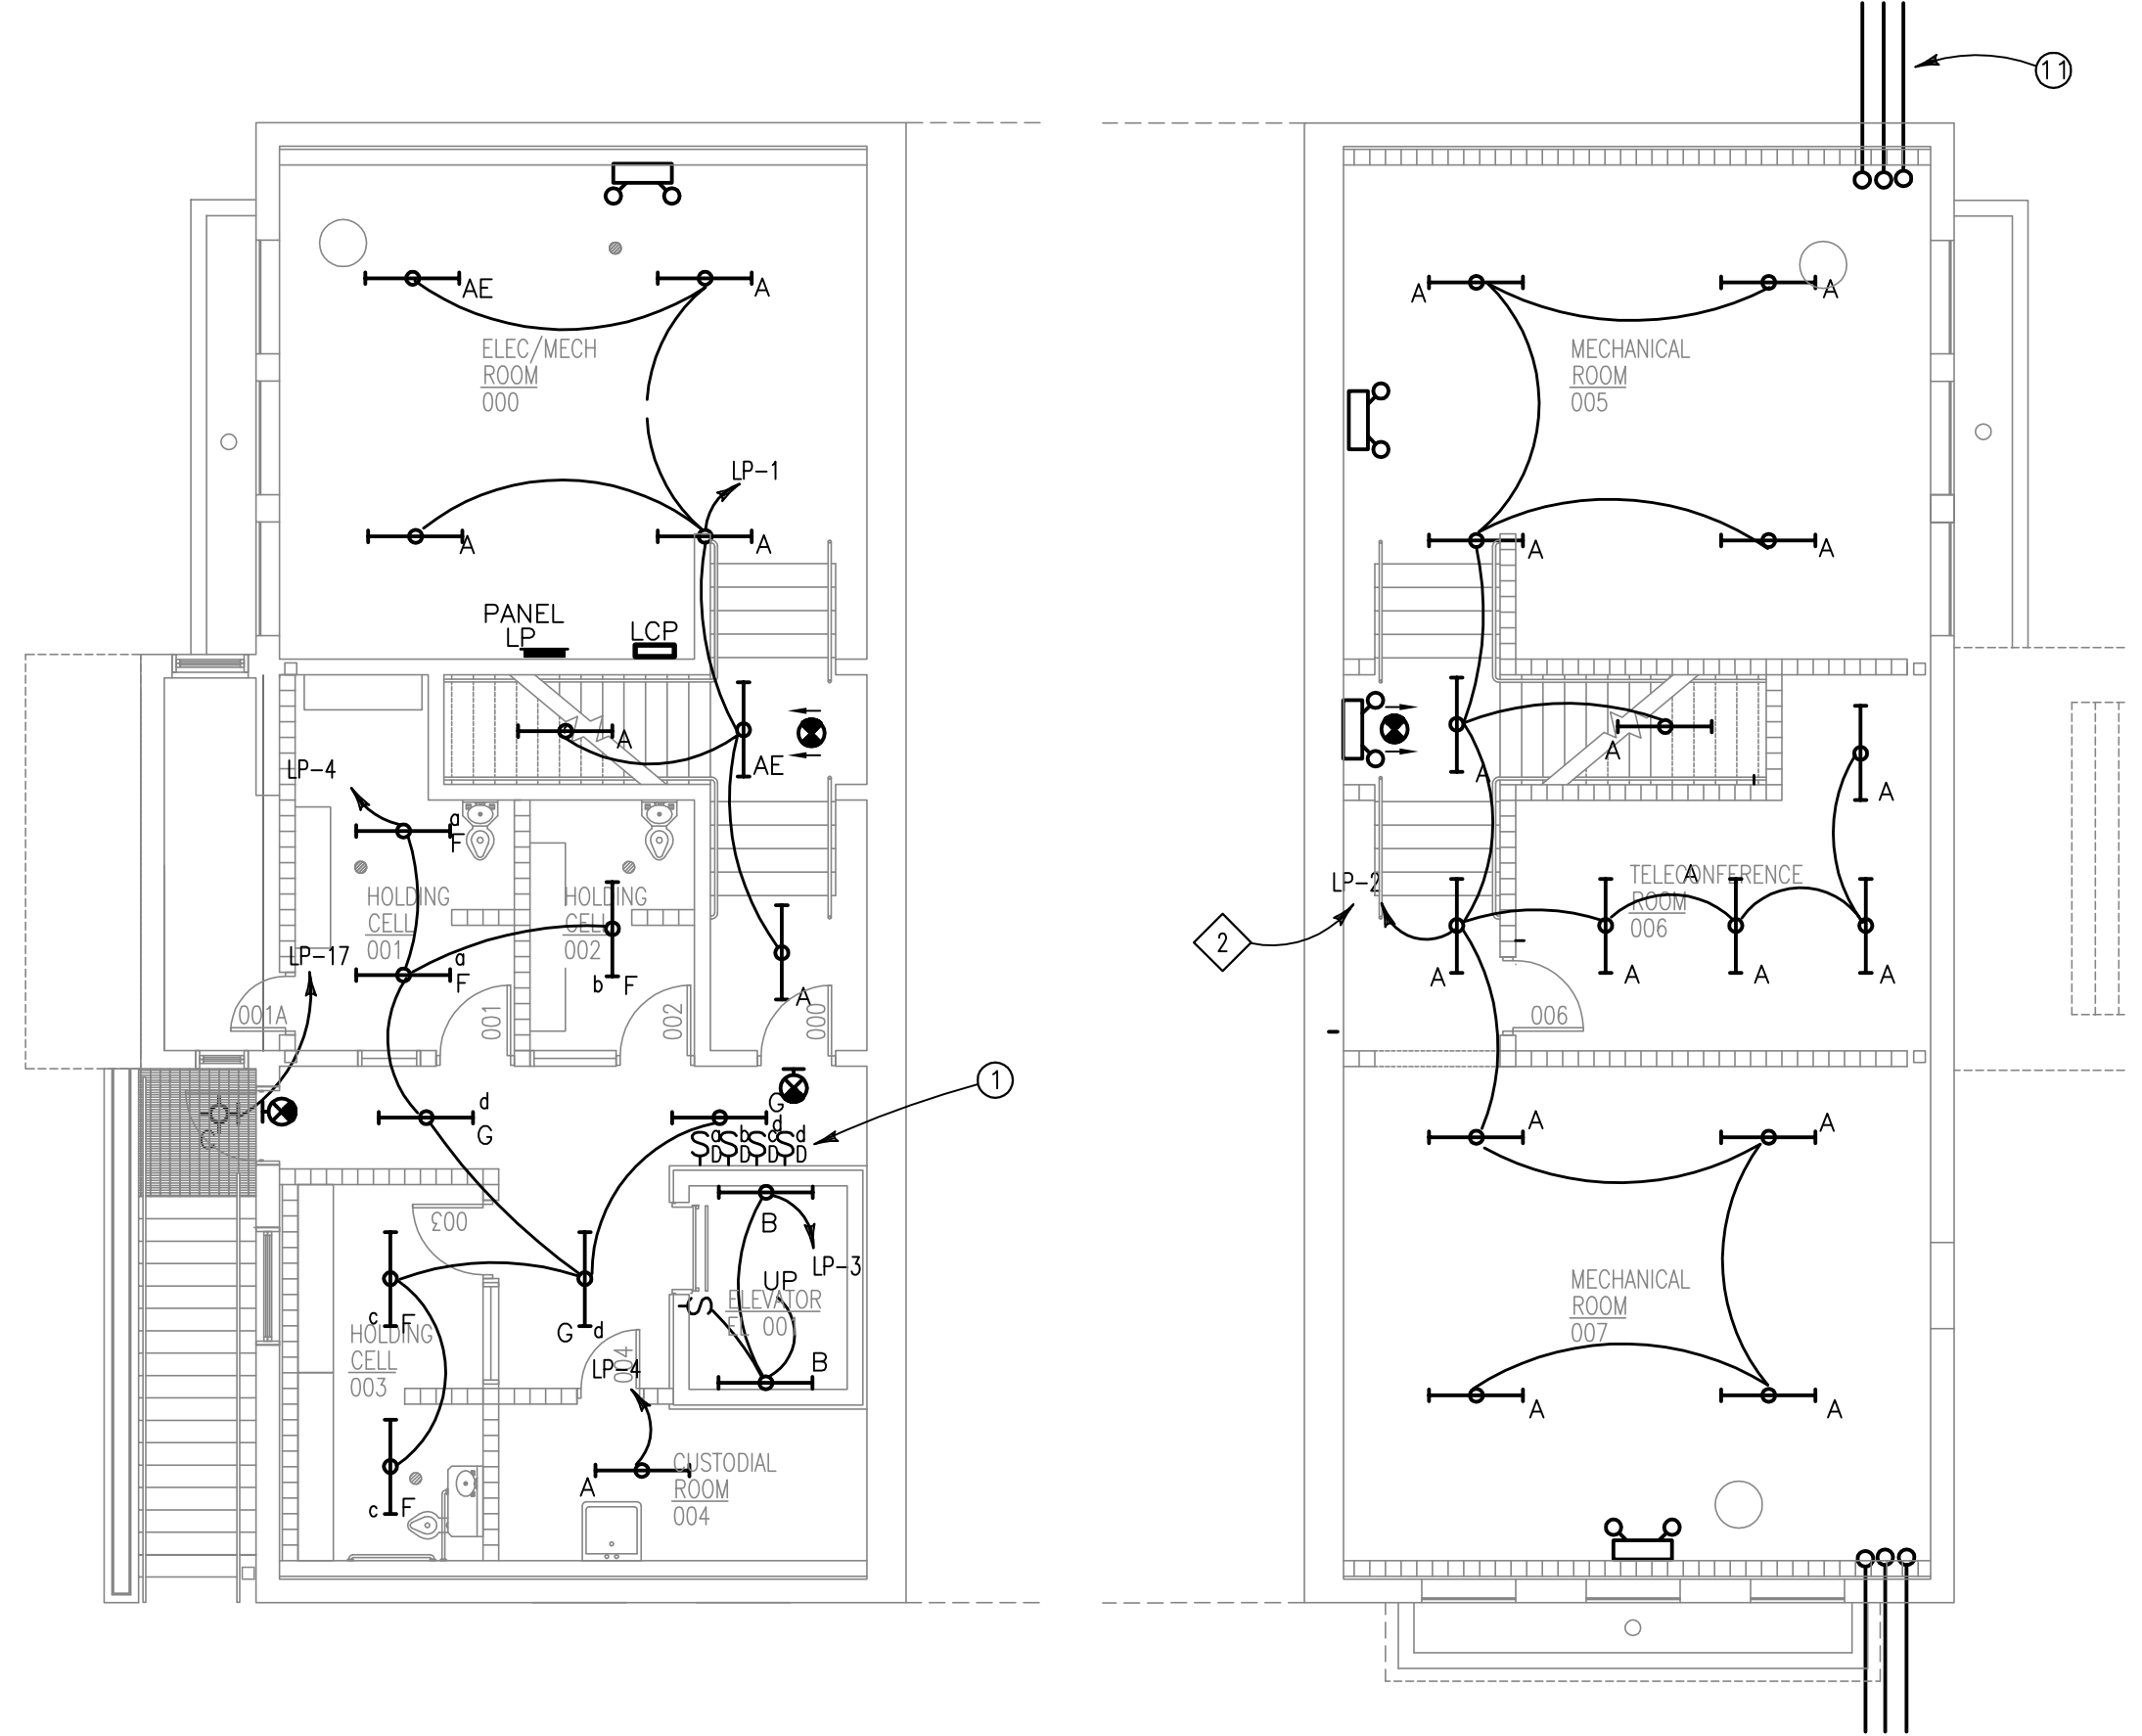 11
AE
A
A
A
ELEC/MECH
ROOM
000
MECHANICAL
ROOM
005
LP-1
A
A
A
A
PANEL
LP
LCP
A
AE
A
A
A
LP-4
a
F
HOLDING
CELL
001
HOLDING
CELL
002
LP-2
TELECONFERENCE
ROOM
006
A
2
LP-17
a
F
b
F
A
A
A
A
A
001A
001
002
000
006
1
d
G
G
d
a
b
c
d
S
S
S
S
D
D
D
D
C
A
A
003
B
LP-3
UP
ELEVATOR
EL 001
S
c
F
HOLDING
CELL
003
G
d
LP-4
004
B
MECHANICAL
ROOM
007
A
A
c
F
A
CUSTODIAL
ROOM
004